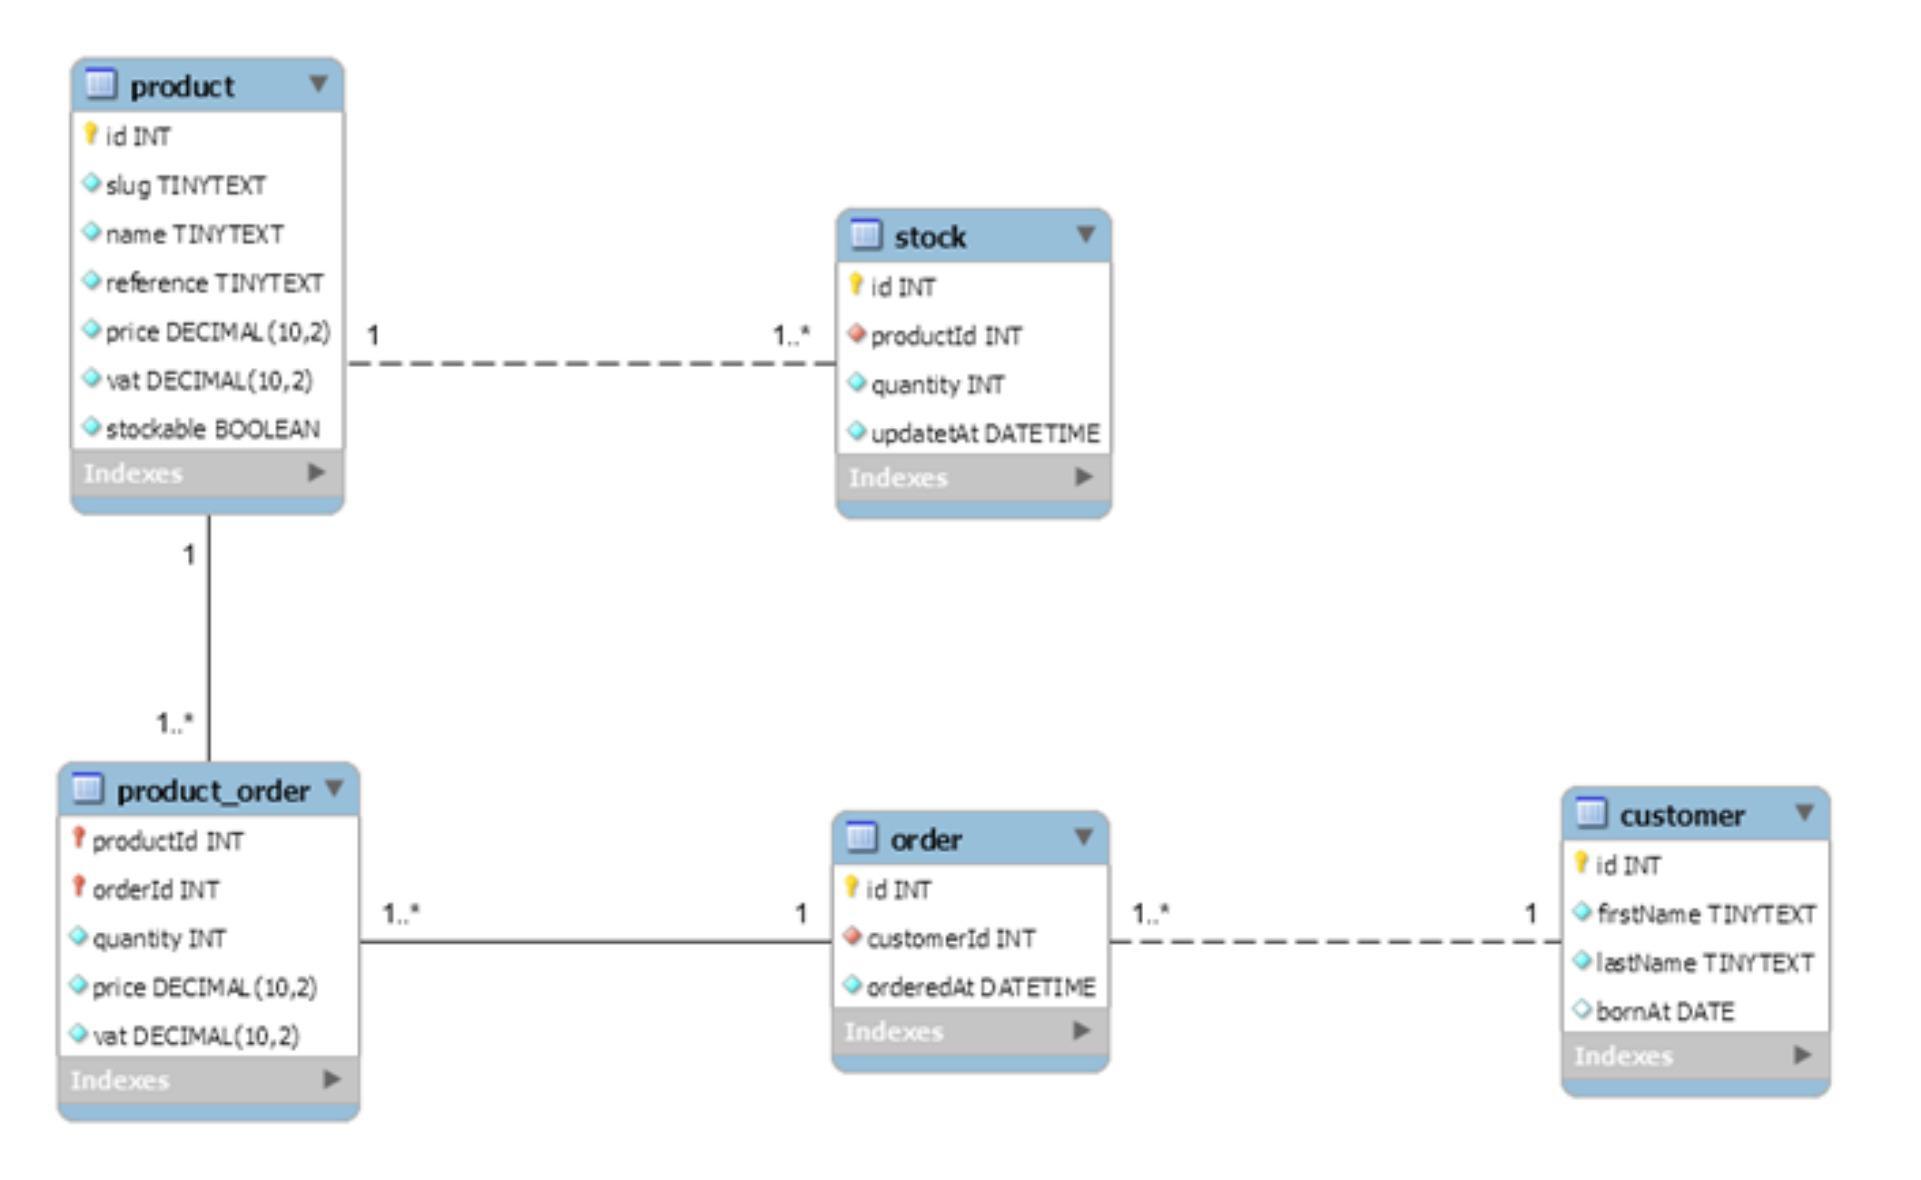 product
id INT
slug TINYTEXT
name TINYTEXT
reference TINYTEXT
price DECIMAL(10,2)
vat DECIMAL(10,2)
stockable BOOLEAN
Indexes
1
1..*
stock
id INT
productId INT
quantity INT
updatetAt DATETIME
Indexes
1
1..*
product_order
productId INT
orderId INT
quantity INT
price DECIMAL(10,2)
vat DECIMAL(10,2)
Indexes
1..*
1
order
id INT
customerId INT
orderedAt DATETIME
Indexes
1..*
1
customer
id INT
firstName TINYTEXT
lastName TINYTEXT
bornAt DATE
Indexes